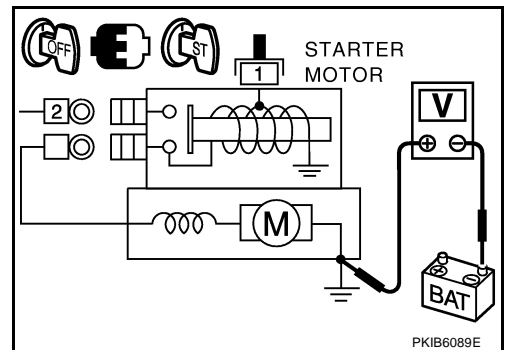 OFF
ST
1
STARTER
MOTOR
V
2
+ −
M
+ −
BAT
PKIB6089E